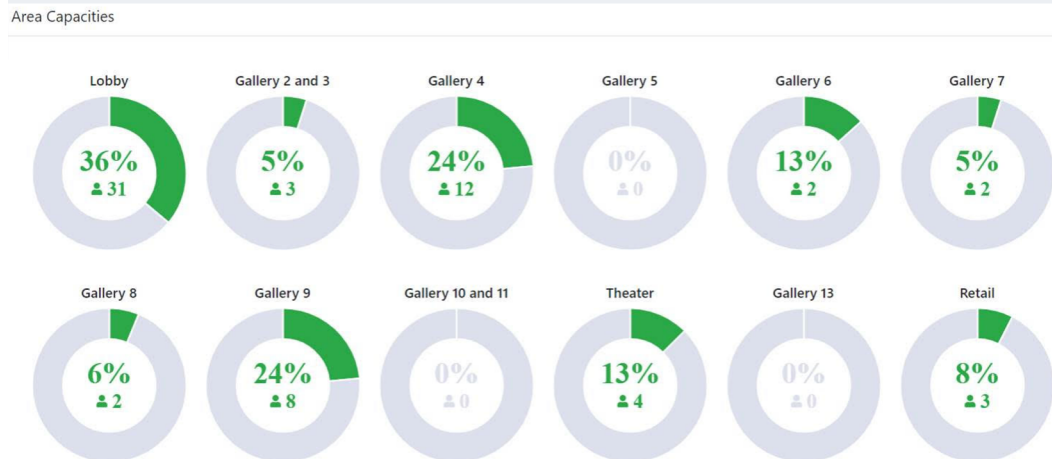 Area Capacities
Lobby
Gallery 2 and 3
Gallery 4
Gallery 5
Gallery 6
Gallery 7
36%
5%
24%
0%
13%
5%
31
3
12
0
2
2
Gallery 8
Gallery 9
Gallery 10 and 11
Theater
Gallery 13
Retail
6%
24%
0%
13%
0%
8%
2
8
0
4
0
3